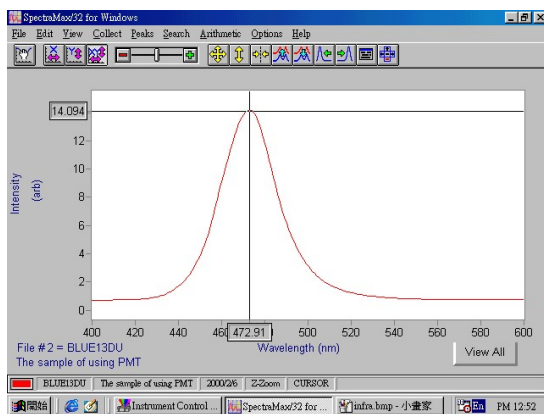 SpectraMax/32 for Windows
File Edit View Collect Peaks Search Arithmetic Options Help
14.094
12
10
8
6
4
2
0
Intensity
(arb)
400 420 440 460 472.91 500 520 540 560 580 600
Wavelength (nm)
File # 2 = BLUE13DU
The sample of using PMT
View All
BLUE13DU The sample of using PMT 2000/2/6 Z-Zoom CURSOR
開始 Instrument Control ... SpectraMax/32 for ... infra.bmp - 小畫家 En PM 12:52